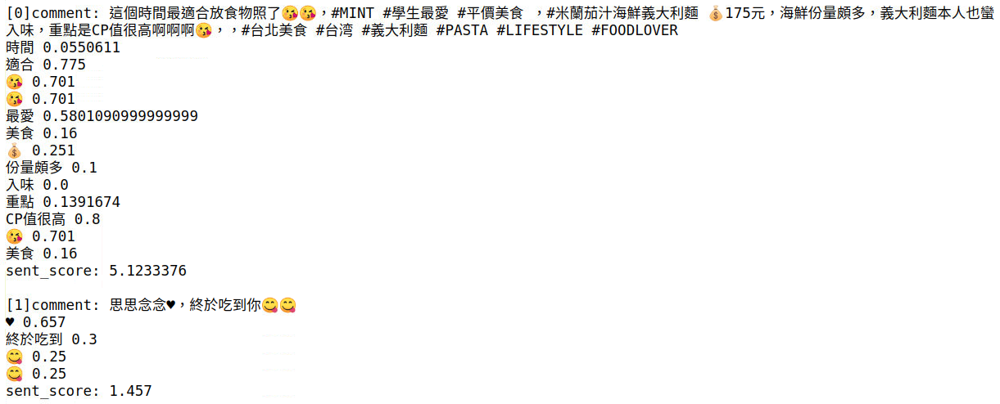 [0]comment: 這個時間最適合放食物照了😘😘，#MINT #學生最愛 #平價美食 ，#米蘭茄汁海鮮義大利麵 💰175元，海鮮份量頗多，義大利麵本人也蠻
入味，重點是CP值很高啊啊啊😘，，#台北美食 #台湾 #義大利麵 #PASTA #LIFESTYLE #FOODLOVER
時間 0.0550611
適合 0.775
😘 0.701
😘 0.701
最愛 0.5801090999999999
美食 0.16
💰 0.251
份量頗多 0.1
入味 0.0
重點 0.1391674
CP值很高 0.8
😘 0.701
美食 0.16
sent_score: 5.1233376
[1]comment: 思思念念♥，終於吃到你😋😋
♥ 0.657
終於吃到 0.3
😋 0.25
😋 0.25
sent_score: 1.457